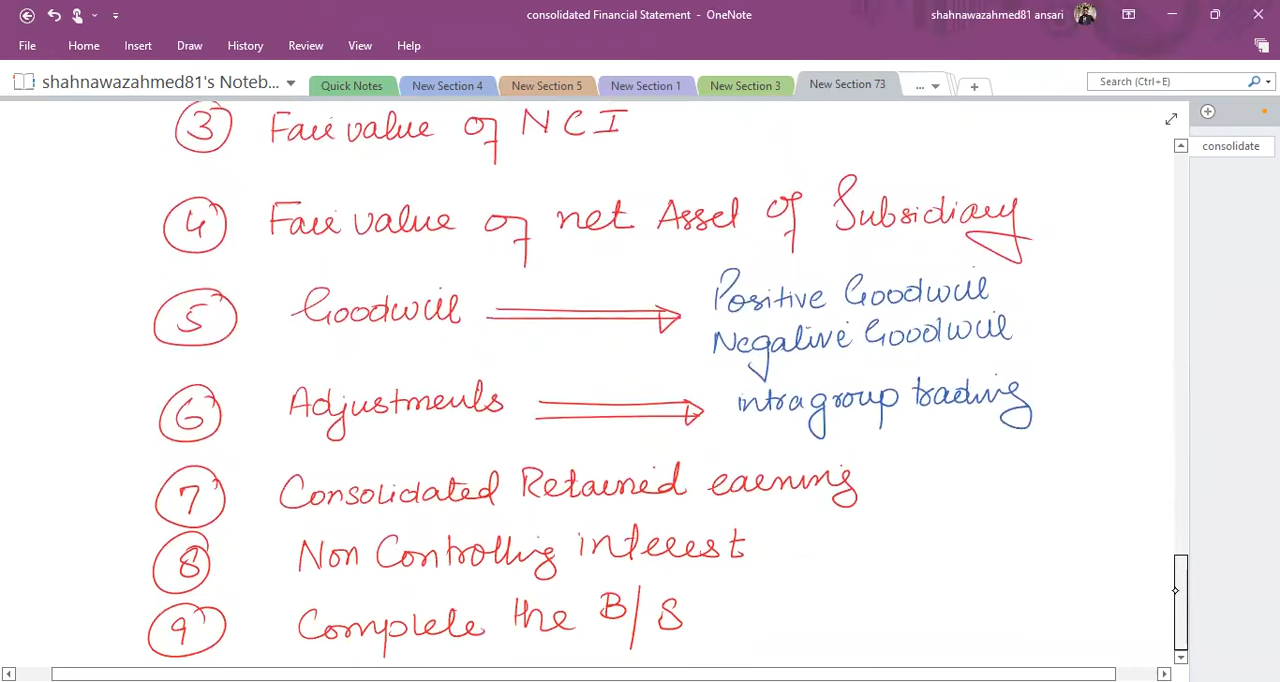 consolidated Financial Statement - OneNote
shahnawazahmed81 ansari
File Home Insert Draw History Review View Help
shahnawazahmed81's Noteb... Quick Notes New Section 4 New Section 5 New Section 1 New Section 3 New Section 73 ... +
Search (Ctrl+E)
consolidate
3 Fair value of NCI
4 Fair value of net Asset of Subsidiary
5 Goodwill Positive Goodwill
Negative Goodwill
6 Adjustments intragroup trading
7 Consolidated Retained earning
8 Non Controlling interest
9 Complete the B/S